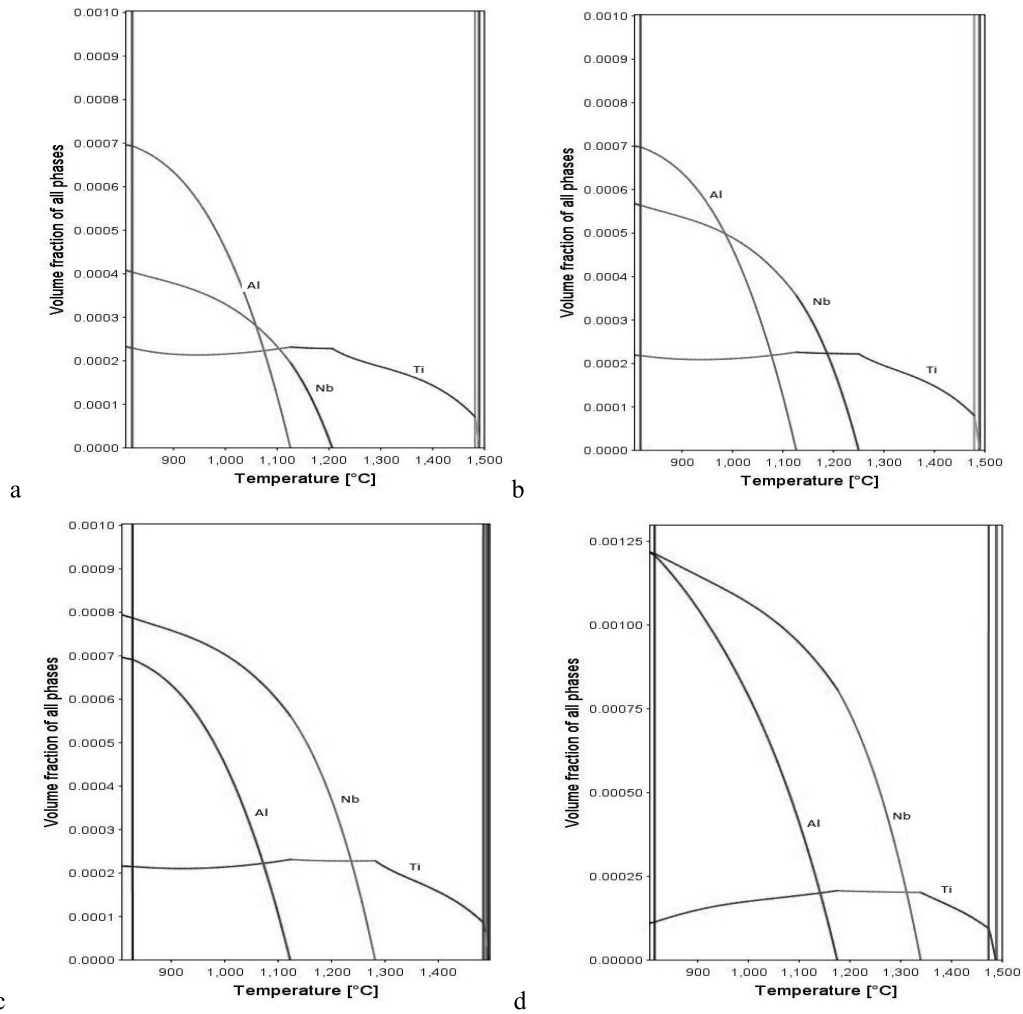 0.0010
0.0009
0.0008
0.0007
0.0006
0.0005
0.0004
0.0003
0.0002
0.0001
0.0000
Volume fraction of all phases
Al
Nb
Ti
900 1,000 1,100 1,200 1,300 1,400 1,500
Temperature [°C]
a
0.0010
0.0009
0.0008
0.0007
0.0006
0.0005
0.0004
0.0003
0.0002
0.0001
0.0000
Volume fraction of all phases
Al
Nb
Ti
900 1,000 1,100 1,200 1,300 1,400 1,500
Temperature [°C]
b
0.0010
0.0009
0.0008
0.0007
0.0006
0.0005
0.0004
0.0003
0.0002
0.0001
0.0000
Volume fraction of all phases
Al
Nb
Ti
900 1,000 1,100 1,200 1,300 1,400
Temperature [°C]
c
0.00125
0.00100
0.00075
0.00050
0.00025
0.00000
Volume fraction of all phases
Al
Nb
Ti
900 1,000 1,100 1,200 1,300 1,400 1,500
Temperature [°C]
d